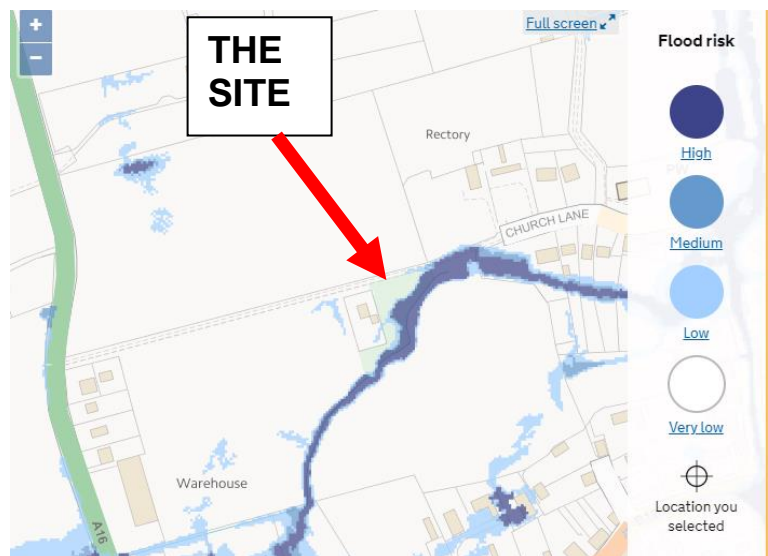 +
−
Full screen
THE
SITE
Rectory
CHURCH LANE
Warehouse
A16
Flood risk
High
Medium
Low
Very low
Location you
selected